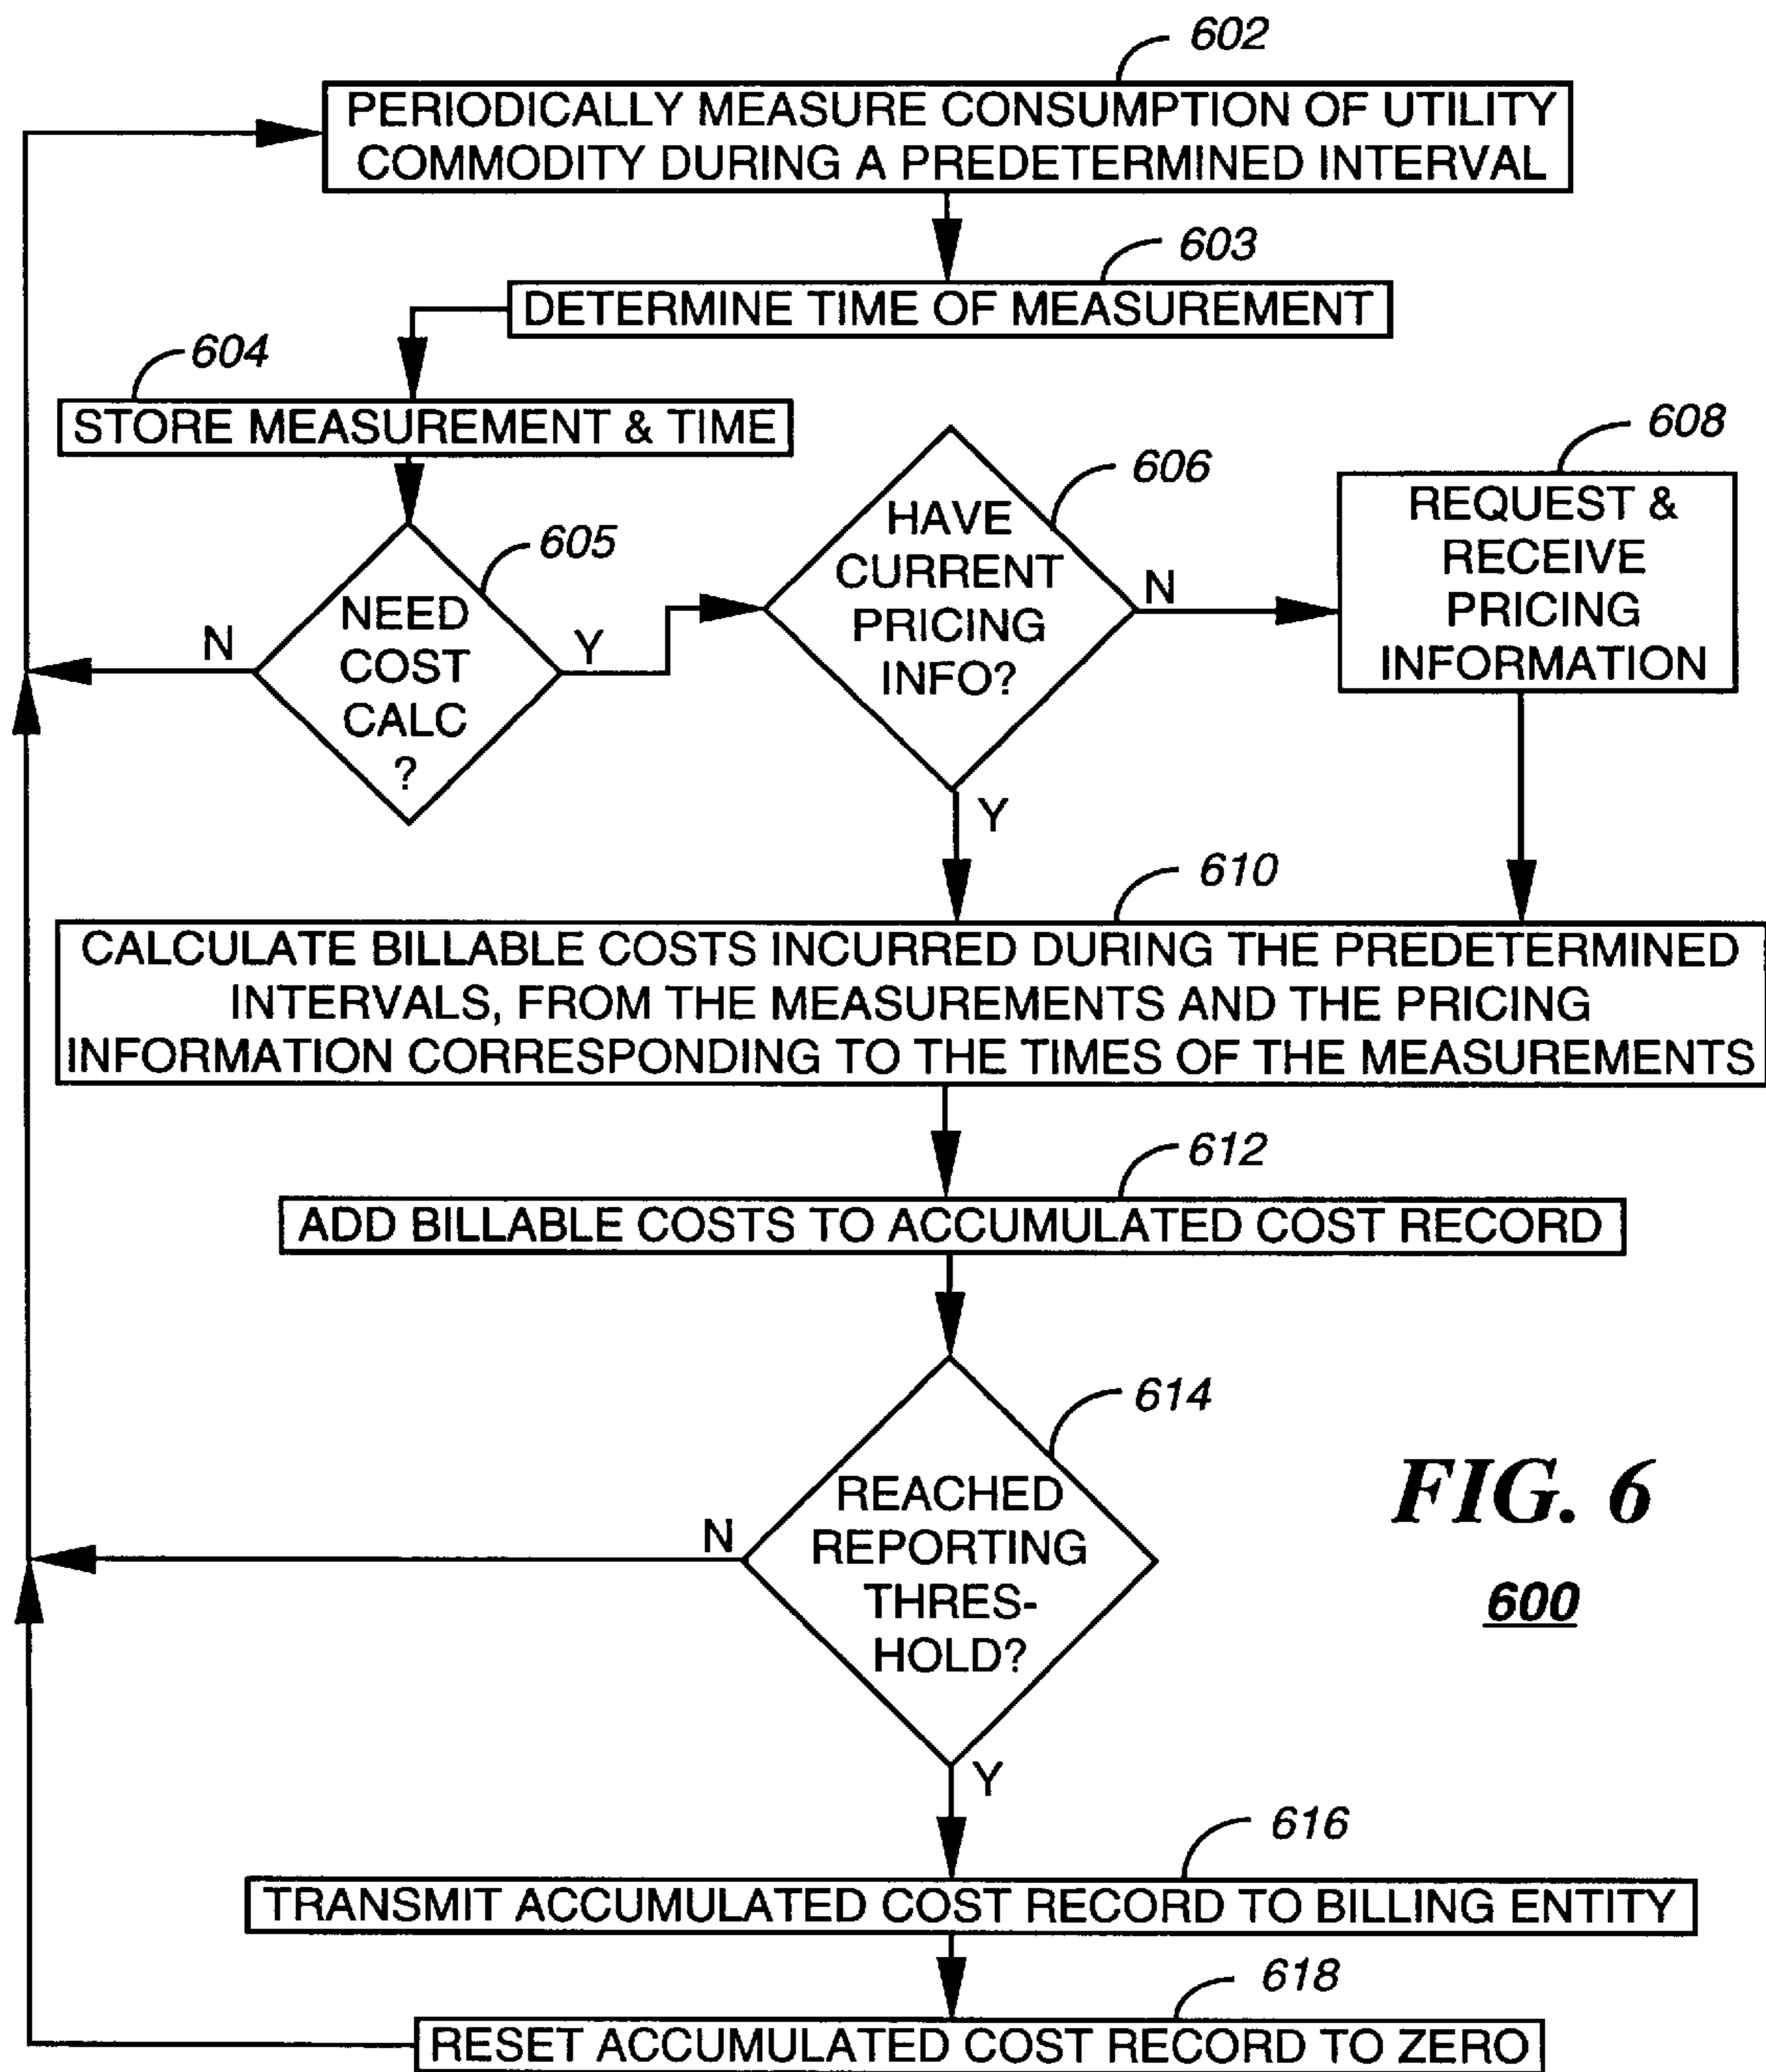 602
PERIODICALLY MEASURE CONSUMPTION OF UTILITY
COMMODITY DURING A PREDETERMINED INTERVAL
603
DETERMINE TIME OF MEASUREMENT
604
STORE MEASUREMENT & TIME
605
NEED
COST
CALC
?
N
Y
606
HAVE
CURRENT
PRICING
INFO?
N
Y
608
REQUEST &
RECEIVE
PRICING
INFORMATION
610
CALCULATE BILLABLE COSTS INCURRED DURING THE PREDETERMINED
INTERVALS, FROM THE MEASUREMENTS AND THE PRICING
INFORMATION CORRESPONDING TO THE TIMES OF THE MEASUREMENTS
612
ADD BILLABLE COSTS TO ACCUMULATED COST RECORD
614
REACHED
REPORTING
THRES-
HOLD?
N
Y
FIG. 6
600
616
TRANSMIT ACCUMULATED COST RECORD TO BILLING ENTITY
618
RESET ACCUMULATED COST RECORD TO ZERO